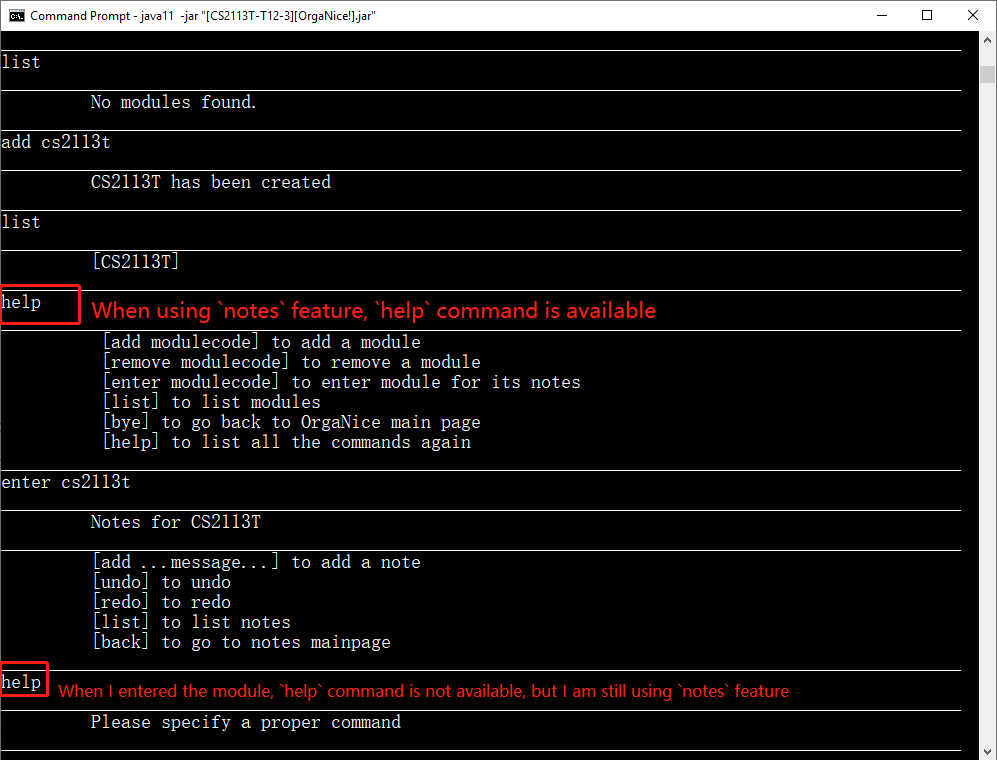 Command Prompt - java11 -jar "[CS2113T-T12-3][OrgaNice!].jar"
list
No modules found.
add cs2113t
CS2113T has been created
list
[CS2113T]
help
When using `notes` feature, `help` command is available
[add modulecode] to add a module
[remove modulecode] to remove a module
[enter modulecode] to enter module for its notes
[list] to list modules
[bye] to go back to OrgaNice main page
[help] to list all the commands again
enter cs2113t
Notes for CS2113T
[add ...message...] to add a note
[undo] to undo
[redo] to redo
[list] to list notes
[back] to go to notes mainpage
help
When I entered the module, `help` command is not available, but I am still using `notes` feature
Please specify a proper command